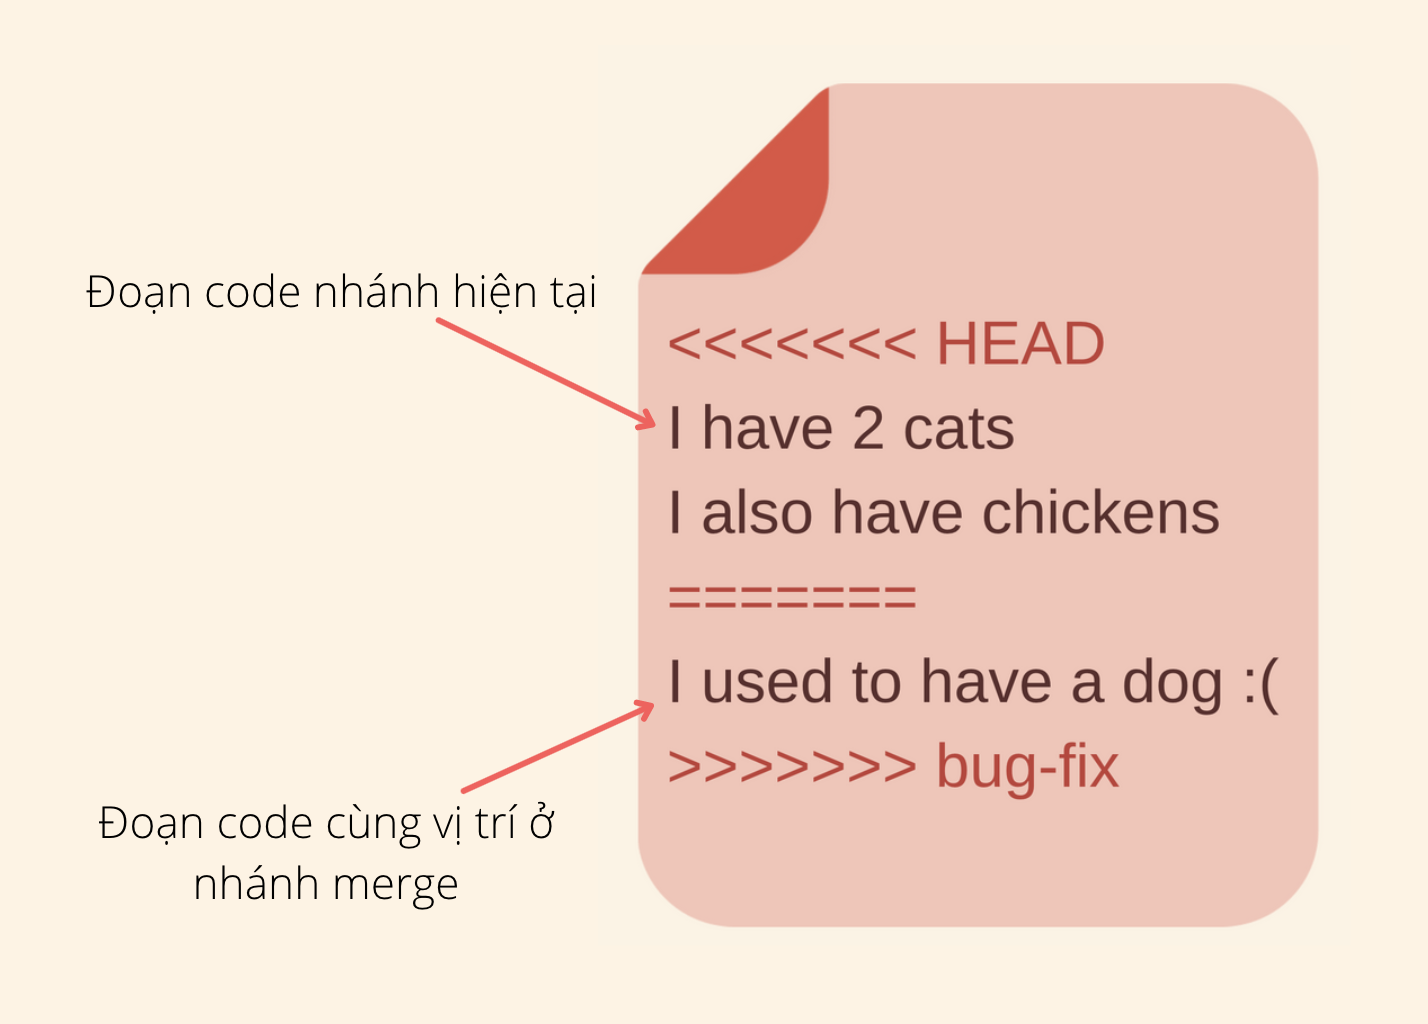 Đoạn code nhánh hiện tại
<<<<<<< HEAD
I have 2 cats
I also have chickens
=======
I used to have a dog :(
>>>>>>> bug-fix
Đoạn code cùng vị trí ở
nhánh merge